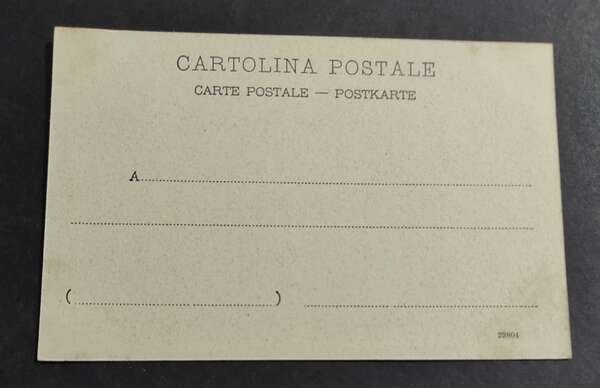 CARTOLINA POSTALE
CARTE POSTALE — POSTKARTE
A
( )
29804